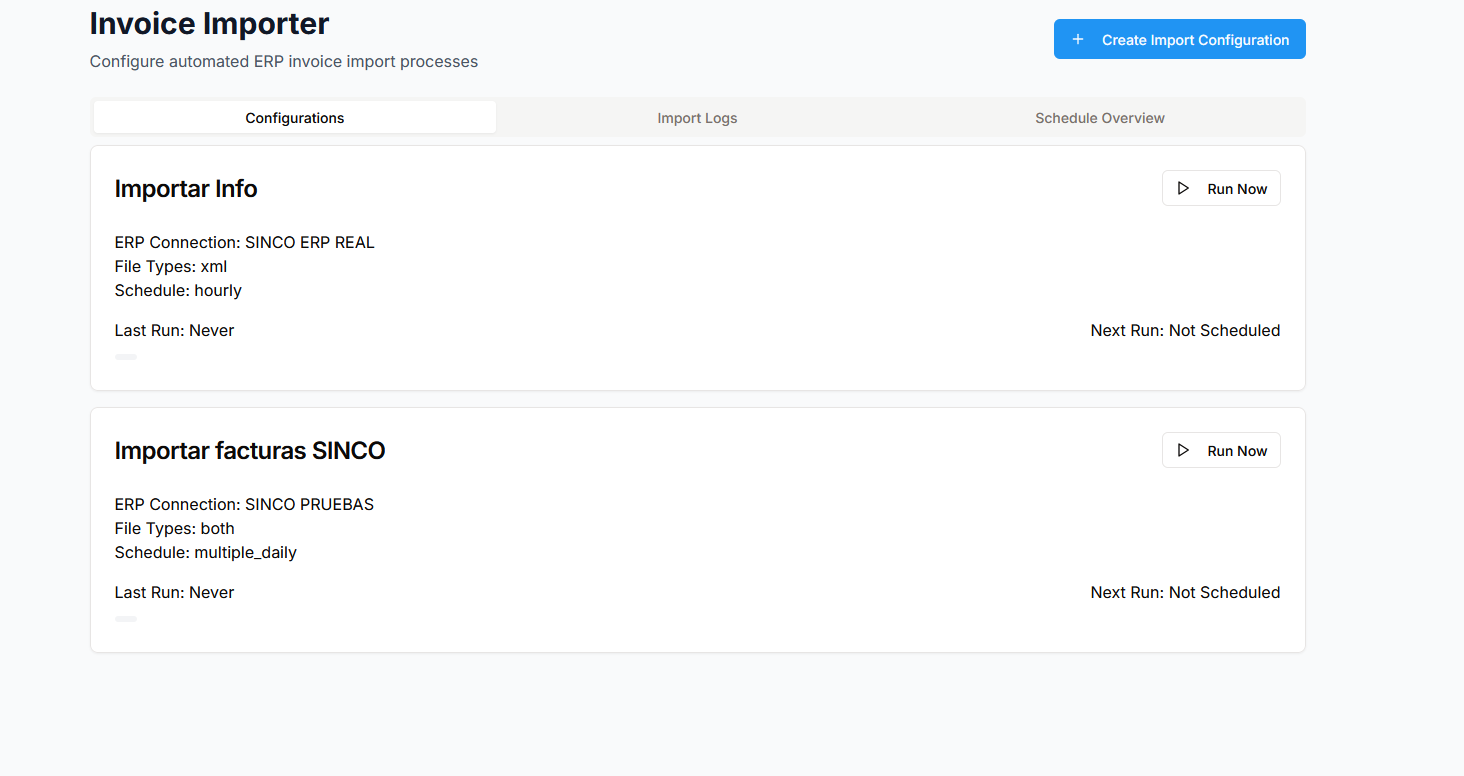 Invoice Importer
Configure automated ERP invoice import processes
Create Import Configuration
Configurations
Import Logs
Schedule Overview
Importar Info
Run Now
ERP Connection: SINCO ERP REAL
File Types: xml
Schedule: hourly
Last Run: Never
Next Run: Not Scheduled
Importar facturas SINCO
Run Now
ERP Connection: SINCO PRUEBAS
File Types: both
Schedule: multiple_daily
Last Run: Never
Next Run: Not Scheduled